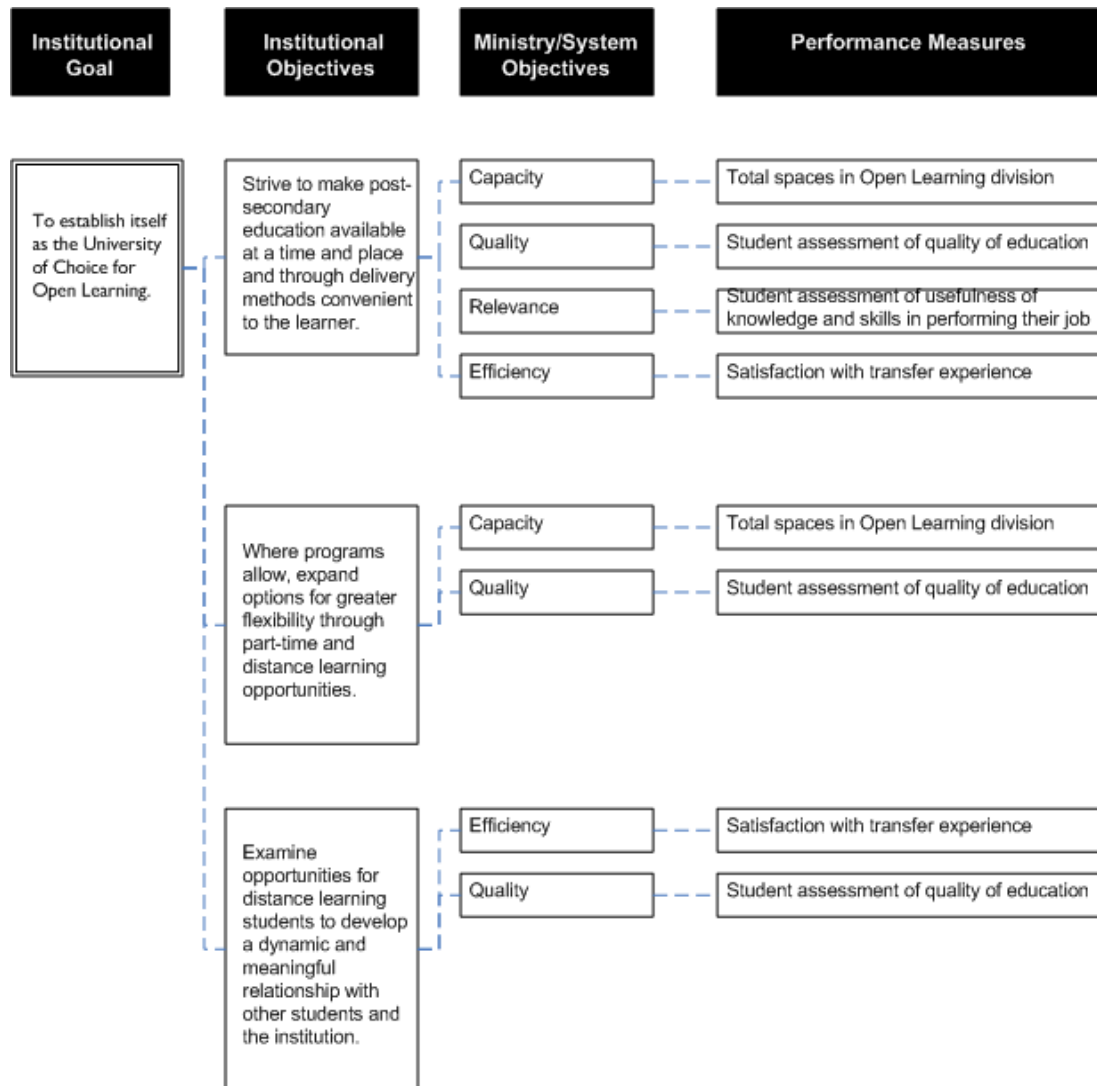 Institutional
Goal
Institutional
Objectives
Ministry/System
Objectives
Performance Measures
To establish itself
as the University
of Choice for
Open Learning.
Strive to make post-
secondary
education available
at a time and place
and through delivery
methods convenient
to the learner.
Capacity
Total spaces in Open Learning division
Quality
Student assessment of quality of education
Relevance
Student assessment of usefulness of
knowledge and skills in performing their job
Efficiency
Satisfaction with transfer experience
Where programs
allow, expand
options for greater
flexibility through
part-time and
distance learning
opportunities.
Capacity
Total spaces in Open Learning division
Quality
Student assessment of quality of education
Examine
opportunities for
distance learning
students to develop
a dynamic and
meaningful
relationship with
other students and
the institution.
Efficiency
Satisfaction with transfer experience
Quality
Student assessment of quality of education